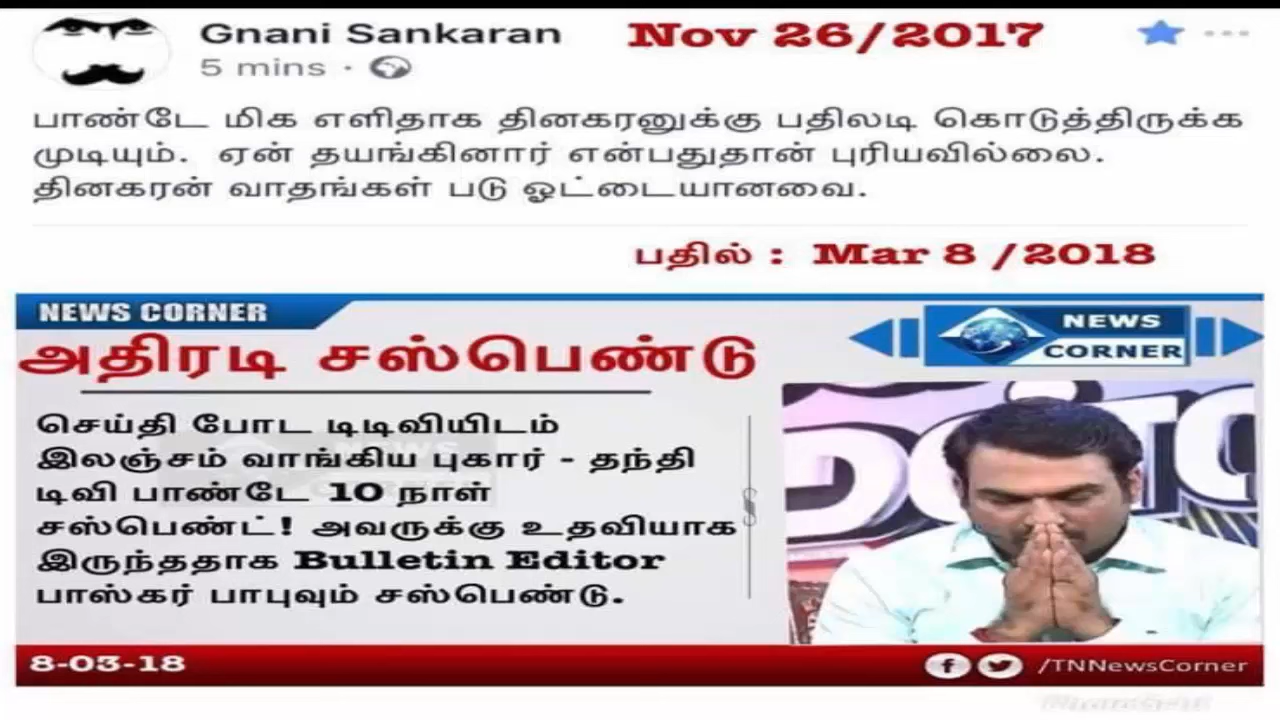 Gnani Sankaran
Nov 26/2017
5 mins ·
பாண்டே மிக எளிதாக தினகரனுக்கு பதிலடி கொடுத்திருக்க
முடியும். ஏன் தயங்கினார் என்பதுதான் புரியவில்லை.
தினகரன் வாதங்கள் படு ஓட்டையானவை.
பதில் : Mar 8 /2018
NEWS CORNER
NEWS
CORNER
அதிரடி சஸ்பெண்டு
செய்தி போட டிடிவியிடம்
இலஞ்சம் வாங்கிய புகார் - தந்தி
டிவி பாண்டே 10 நாள்
சஸ்பெண்ட்! அவருக்கு உதவியாக
இருந்ததாக Bulletin Editor
பாஸ்கர் பாபுவும் சஸ்பெண்டு.
8-03-18
/TNNewsCorner